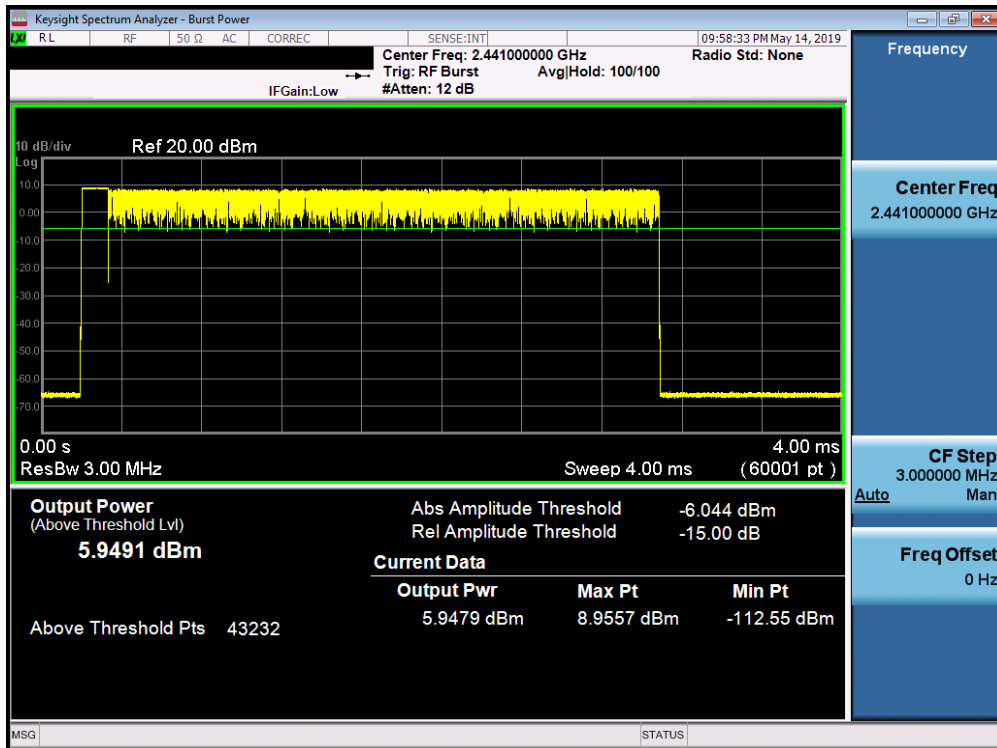 Keysight Spectrum Analyzer - Burst Power
LXI RL RF 50 Ω AC CORREC SENSE:INT 09:58:33 PM May 14, 2019
Center Freq: 2.441000000 GHz Radio Std: None
Trig: RF Burst Avg|Hold: 100/100
IFGain:Low #Atten: 12 dB
10 dB/div Ref 20.00 dBm
Log
10.0
0.00
-10.0
-20.0
-30.0
-40.0
-50.0
-60.0
-70.0
0.00 s 4.00 ms
ResBw 3.00 MHz Sweep 4.00 ms (60001 pt)
Output Power
(Above Threshold Lvl)
5.9491 dBm
Above Threshold Pts 43232
Abs Amplitude Threshold -6.044 dBm
Rel Amplitude Threshold -15.00 dB
Current Data
Output Pwr Max Pt Min Pt
5.9479 dBm 8.9557 dBm -112.55 dBm
Frequency
Center Freq
2.441000000 GHz
CF Step
3.000000 MHz
Auto Man
Freq Offset
0 Hz
MSG STATUS